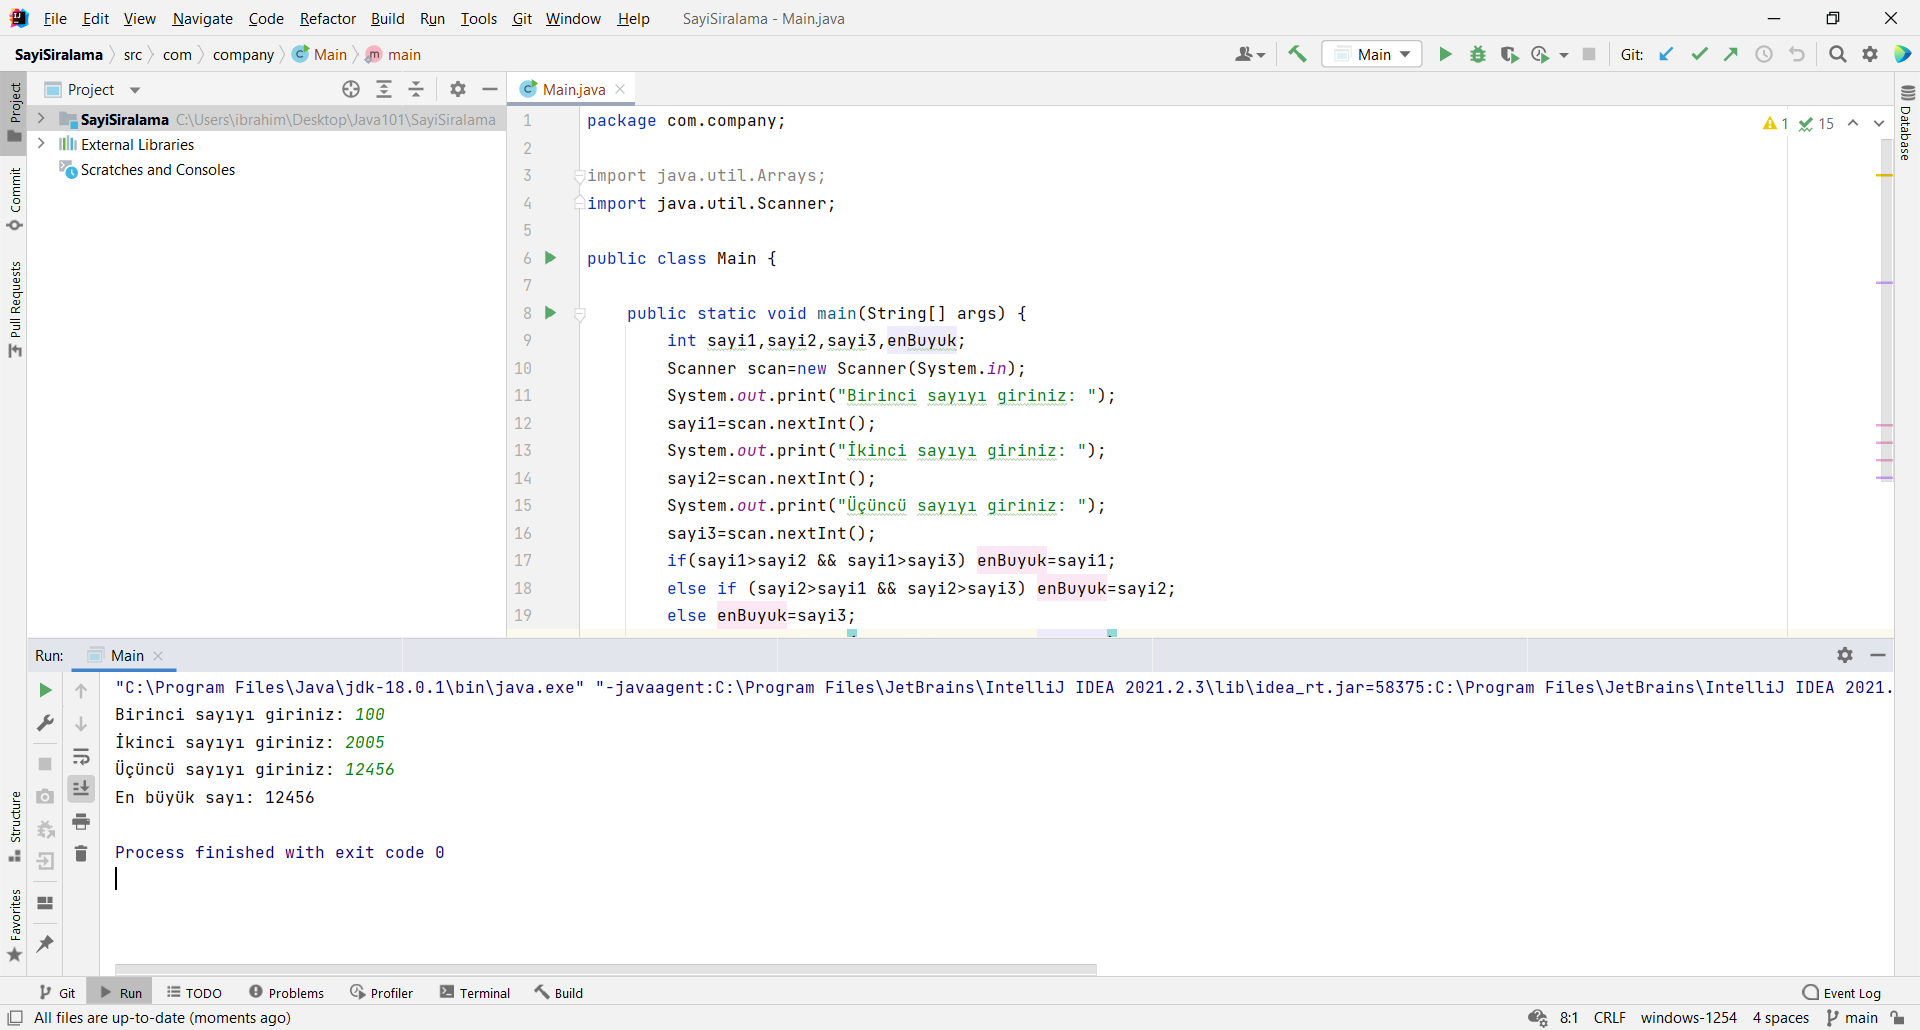 File Edit View Navigate Code Refactor Build Run Tools Git Window Help SayiSiralama - Main.java
SayiSiralama src com company Main main
Main Git:
Project
Main.java
SayiSiralama C:\Users\ibrahim\Desktop\Java101\SayiSiralama
External Libraries
Scratches and Consoles
Project
Commit
Pull Requests
Structure
Favorites
Database
1 15
1 package com.company;
2
3 import java.util.Arrays;
4 import java.util.Scanner;
5
6 public class Main {
7
8 public static void main(String[] args) {
9 int sayi1,sayi2,sayi3,enBuyuk;
10 Scanner scan=new Scanner(System.in);
11 System.out.print("Birinci sayıyı giriniz: ");
12 sayi1=scan.nextInt();
13 System.out.print("İkinci sayıyı giriniz: ");
14 sayi2=scan.nextInt();
15 System.out.print("Üçüncü sayıyı giriniz: ");
16 sayi3=scan.nextInt();
17 if(sayi1>sayi2 && sayi1>sayi3) enBuyuk=sayi1;
18 else if (sayi2>sayi1 && sayi2>sayi3) enBuyuk=sayi2;
19 else enBuyuk=sayi3;
Run: Main
"C:\Program Files\Java\jdk-18.0.1\bin\java.exe" "-javaagent:C:\Program Files\JetBrains\IntelliJ IDEA 2021.2.3\lib\idea_rt.jar=58375:C:\Program Files\JetBrains\IntelliJ IDEA 2021.
Birinci sayıyı giriniz: 100
İkinci sayıyı giriniz: 2005
Üçüncü sayıyı giriniz: 12456
En büyük sayı: 12456
Process finished with exit code 0
Git Run TODO Problems Profiler Terminal Build Event Log
All files are up-to-date (moments ago) 8:1 CRLF windows-1254 4 spaces main